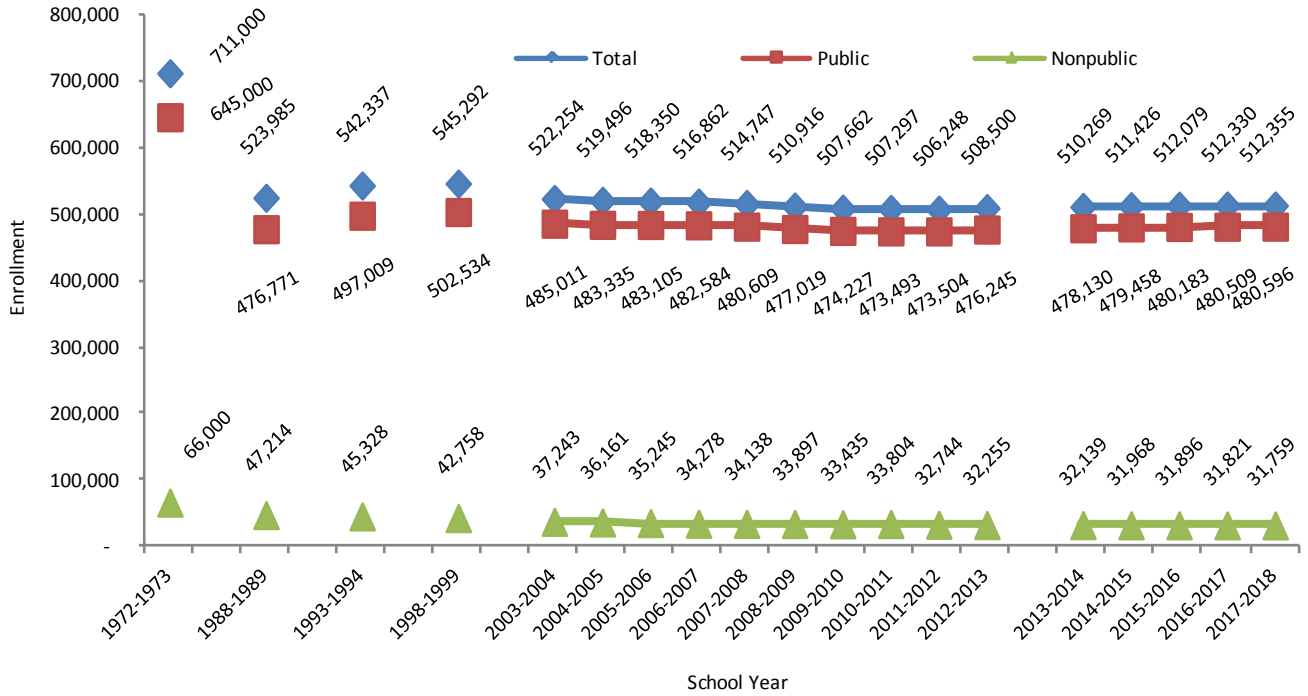 800,000
700,000
600,000
500,000
400,000
300,000
200,000
100,000
-
Enrollment
Total Public Nonpublic
711,000 523,985 542,337 545,292 522,254 519,496 518,350 516,862 514,747 510,916 507,662 507,297 506,248 508,500 510,269 511,426 512,079 512,330 512,355
645,000 476,771 497,009 502,534 485,011 483,335 483,105 482,584 480,609 477,019 474,227 473,493 473,504 476,245 478,130 479,458 480,183 480,509 480,596
66,000 47,214 45,328 42,758 37,243 36,161 35,245 34,278 34,138 33,897 33,435 33,804 32,744 32,255 32,139 31,968 31,896 31,821 31,759
1972-1973 1988-1989 1993-1994 1998-1999 2003-2004 2004-2005 2005-2006 2006-2007 2007-2008 2008-2009 2009-2010 2010-2011 2011-2012 2012-2013 2013-2014 2014-2015 2015-2016 2016-2017 2017-2018
School Year